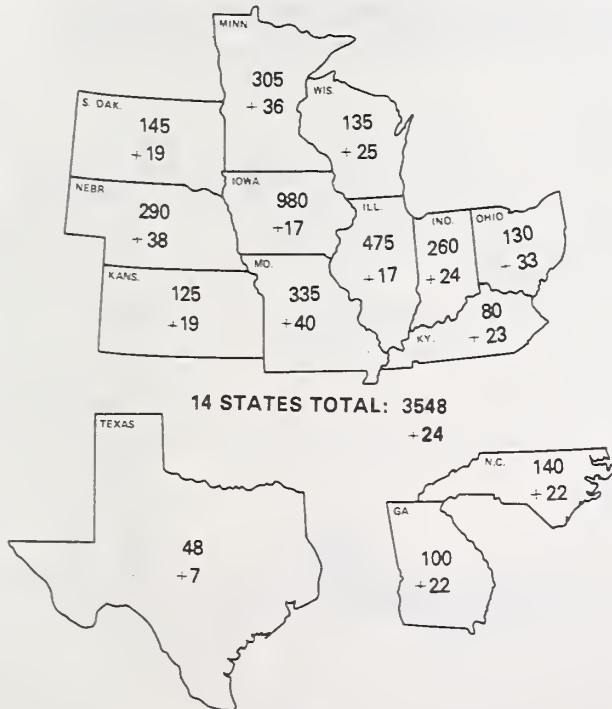 MINN
305
+ 36
WIS.
135
+ 25
S. DAK.
145
+ 19
IOWA
980
+17
NEBR
290
+ 38
ILL.
475
+ 17
IND.
260
+ 24
OHIO
130
+ 33
KANS.
125
+ 19
MO.
335
+ 40
KY.
80
+ 23
14 STATES TOTAL: 3548
+ 24
TEXAS
48
+ 7
N.C.
140
+ 22
GA
100
+ 22